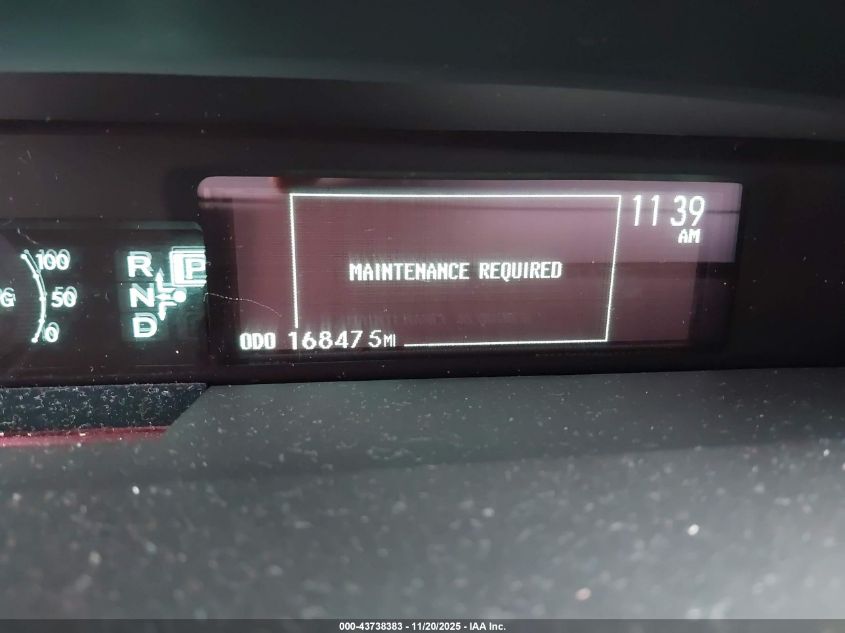 11 39
AM
100
R P
MAINTENANCE REQUIRED
50
N
0
D
ODO 168475MI
000-43738383 - 11/20/2025 - IAA Inc.